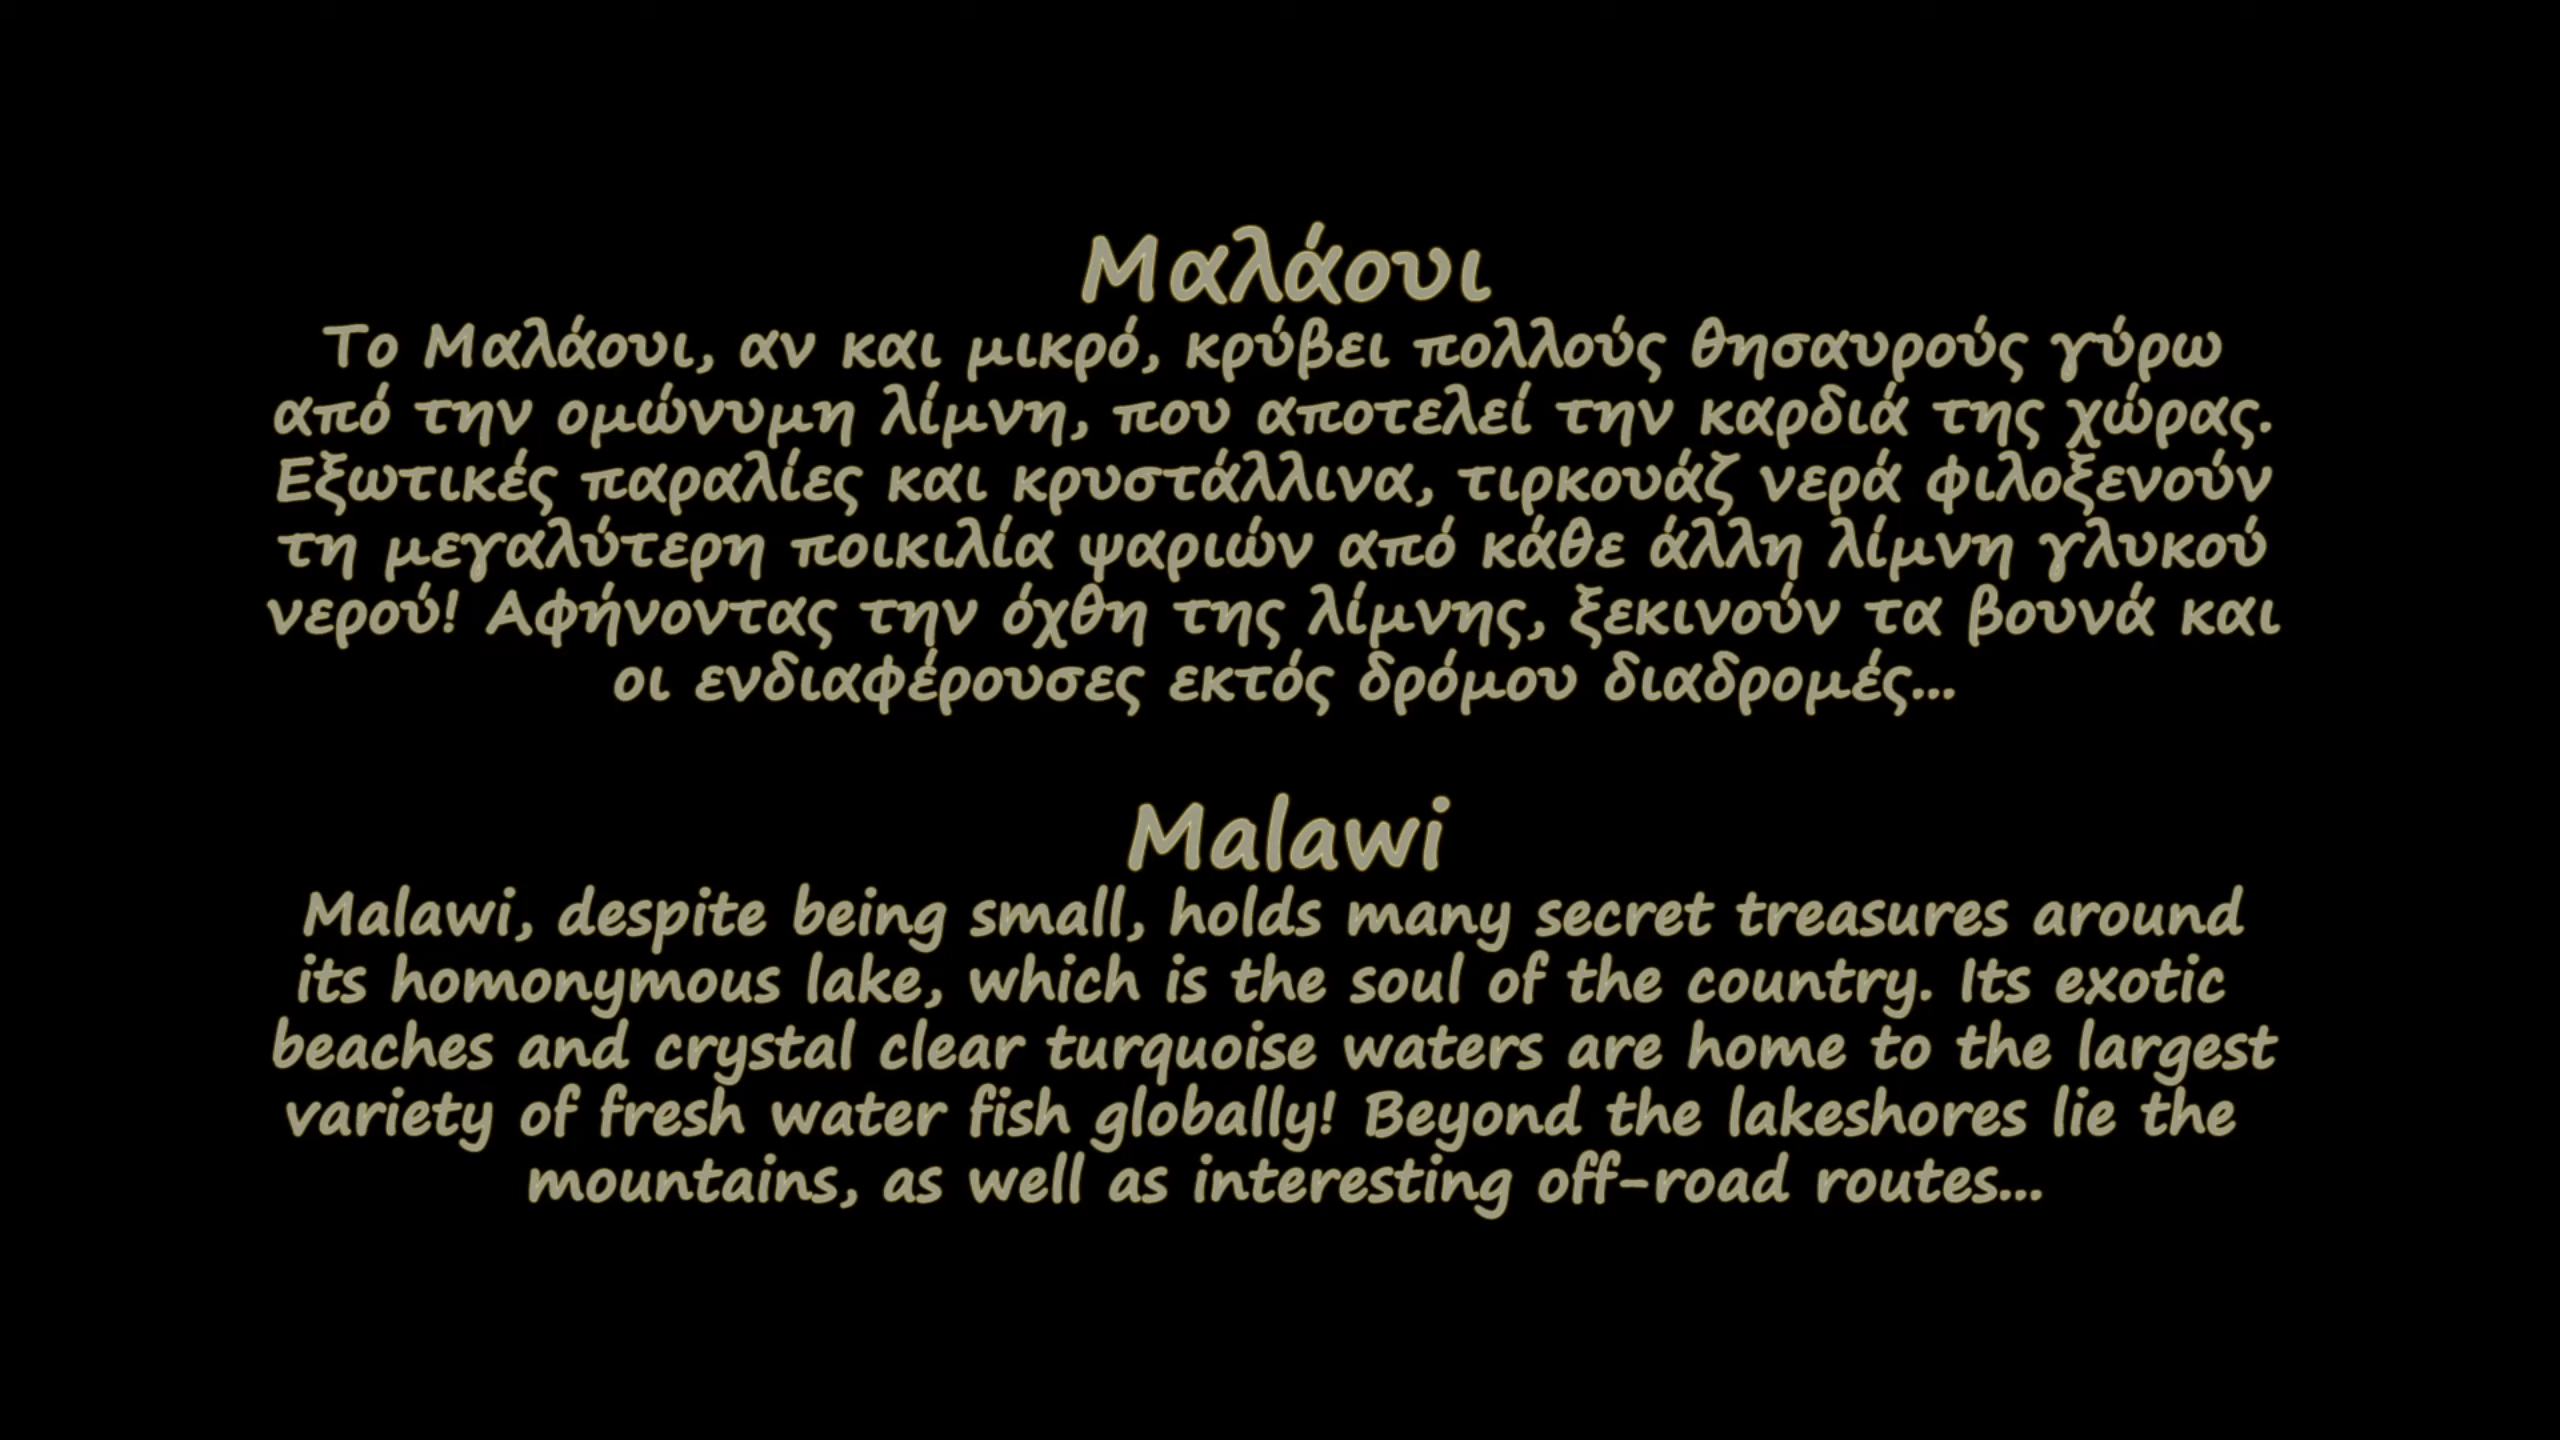 Μαλάουι
Το Μαλάουι, αν και μικρό, κρύβει πολλούς θησαυρούς γύρω
από την ομώνυμη λίμνη, που αποτελεί την καρδιά της χώρας.
Εξωτικές παραλίες και κρυστάλλινα, τιρκουάζ νερά φιλοξενούν
τη μεγαλύτερη ποικιλία ψαριών από κάθε άλλη λίμνη γλυκού
νερού! Αφήνοντας την όχθη της λίμνης, ξεκινούν τα βουνά και
οι ενδιαφέρουσες εκτός δρόμου διαδρομές...
Malawi
Malawi, despite being small, holds many secret treasures around
its homonymous lake, which is the soul of the country. Its exotic
beaches and crystal clear turquoise waters are home to the largest
variety of fresh water fish globally! Beyond the lakeshores lie the
mountains, as well as interesting off-road routes...